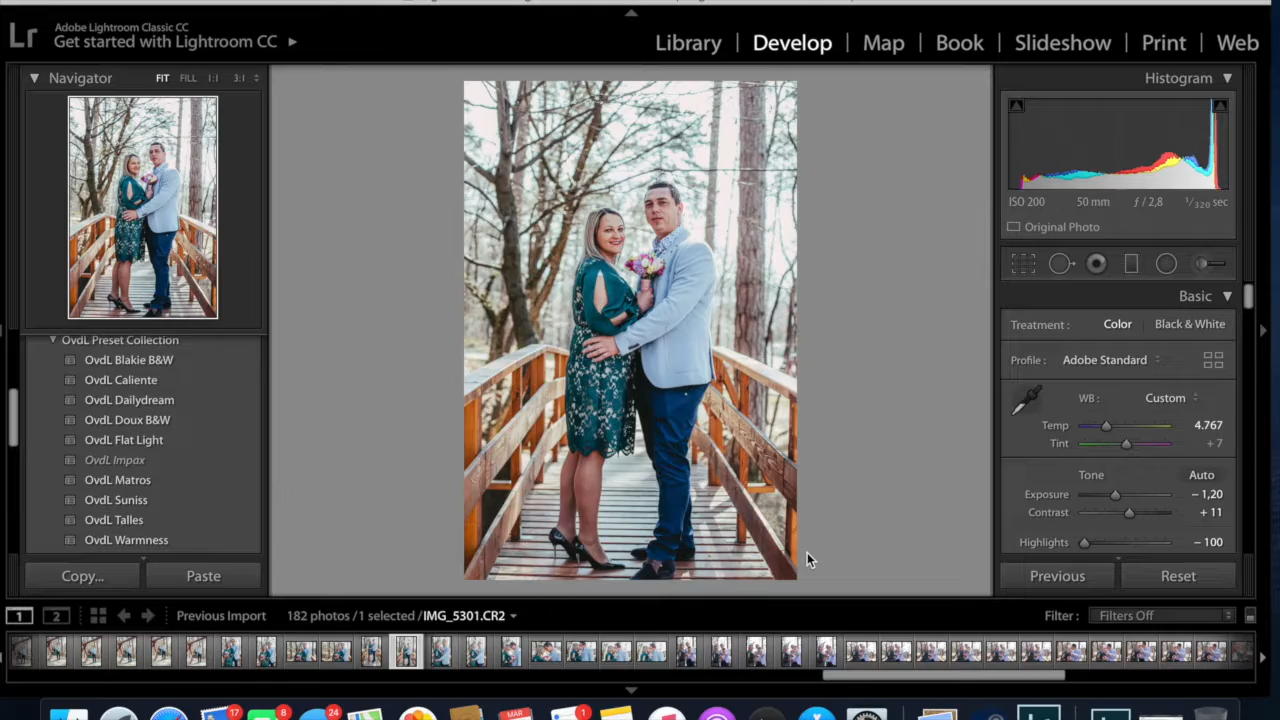 Adobe Lightroom Classic CC
Get started with Lightroom CC
Library | Develop | Map | Book | Slideshow | Print | Web
Navigator FIT FILL 1:1 3:1
OvdL Preset Collection
OvdL Blakie B&W
OvdL Caliente
OvdL Dailydream
OvdL Doux B&W
OvdL Flat Light
OvdL Impax
OvdL Matros
OvdL Suniss
OvdL Talles
OvdL Warmness
Copy... Paste
Histogram
ISO 200 50 mm ƒ / 2,8 1/320 sec
Original Photo
Basic
Treatment : Color Black & White
Profile : Adobe Standard
WB : Custom
Temp 4.767
Tint + 7
Tone Auto
Exposure − 1,20
Contrast + 11
Highlights − 100
Previous Reset
1 2 Previous Import 182 photos / 1 selected / IMG_5301.CR2 Filter : Filters Off
17 8 24 MAR 1